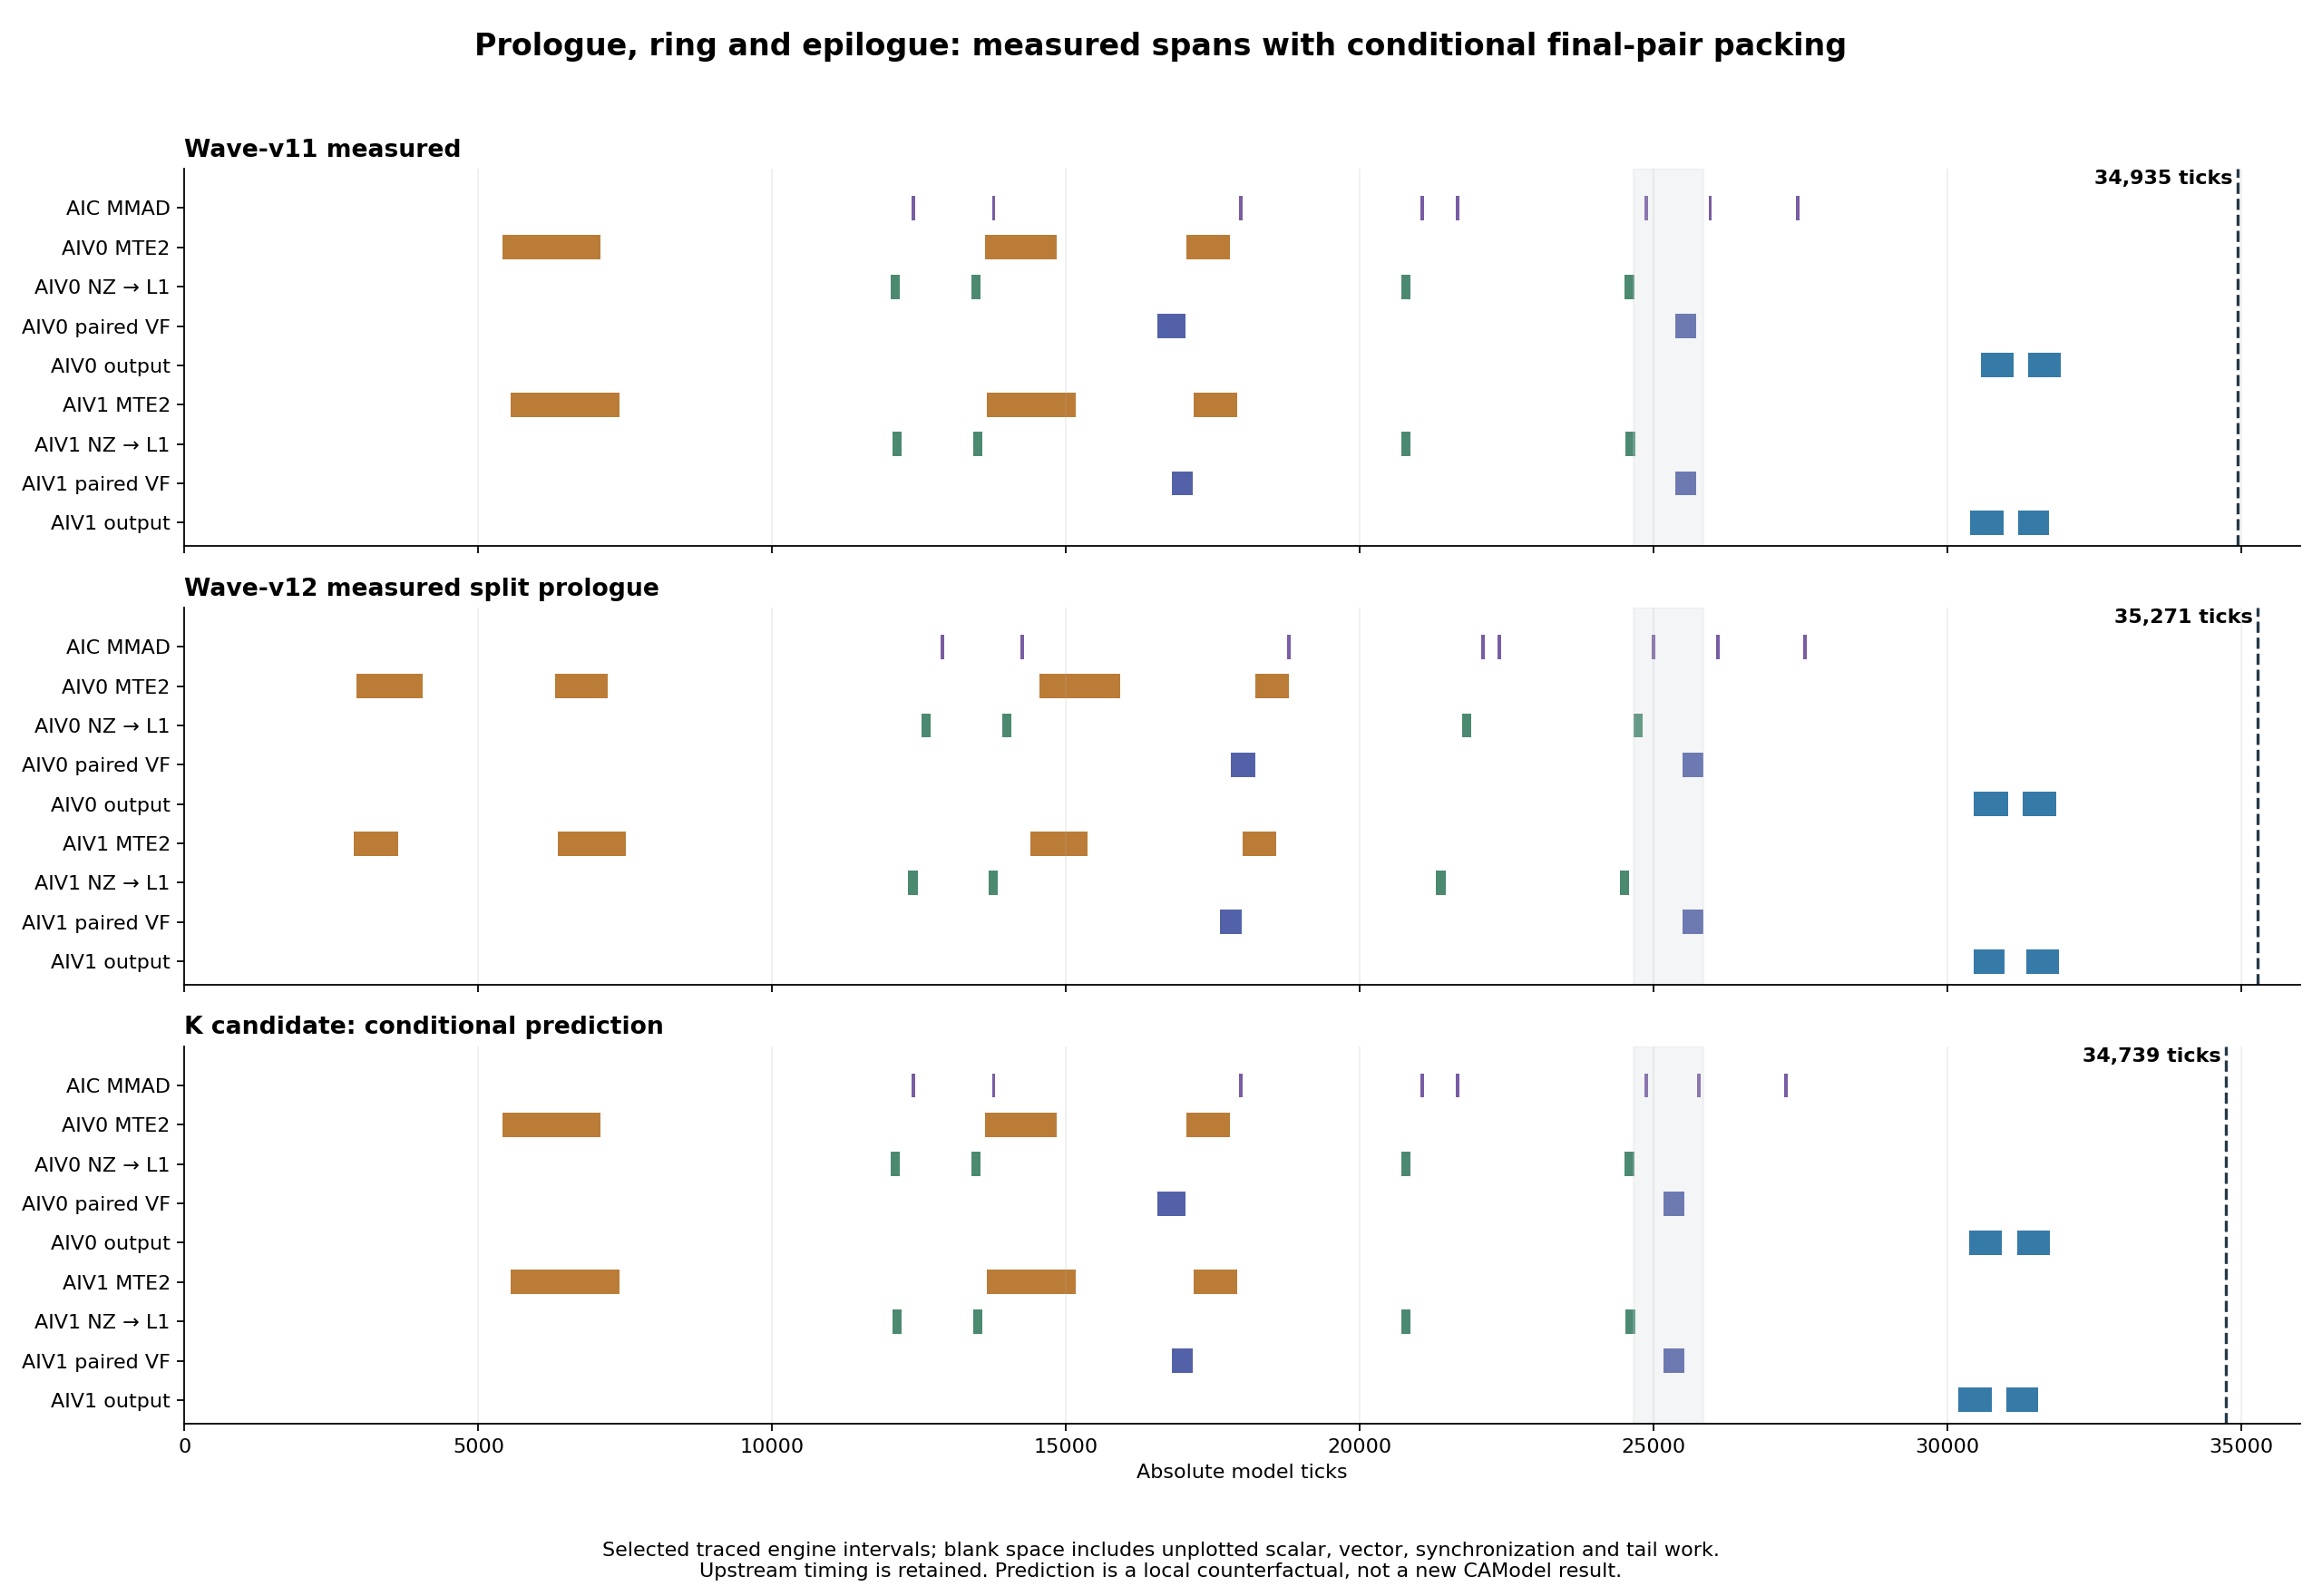 Prologue, ring and epilogue: measured spans with conditional final-pair packing
Wave-v11 measured
34,935 ticks
AIC MMAD
AIV0 MTE2
AIV0 NZ → L1
AIV0 paired VF
AIV0 output
AIV1 MTE2
AIV1 NZ → L1
AIV1 paired VF
AIV1 output
Wave-v12 measured split prologue
35,271 ticks
AIC MMAD
AIV0 MTE2
AIV0 NZ → L1
AIV0 paired VF
AIV0 output
AIV1 MTE2
AIV1 NZ → L1
AIV1 paired VF
AIV1 output
K candidate: conditional prediction
34,739 ticks
AIC MMAD
AIV0 MTE2
AIV0 NZ → L1
AIV0 paired VF
AIV0 output
AIV1 MTE2
AIV1 NZ → L1
AIV1 paired VF
AIV1 output
0 5000 10000 15000 20000 25000 30000 35000
Absolute model ticks
Selected traced engine intervals; blank space includes unplotted scalar, vector, synchronization and tail work.
Upstream timing is retained. Prediction is a local counterfactual, not a new CAModel result.